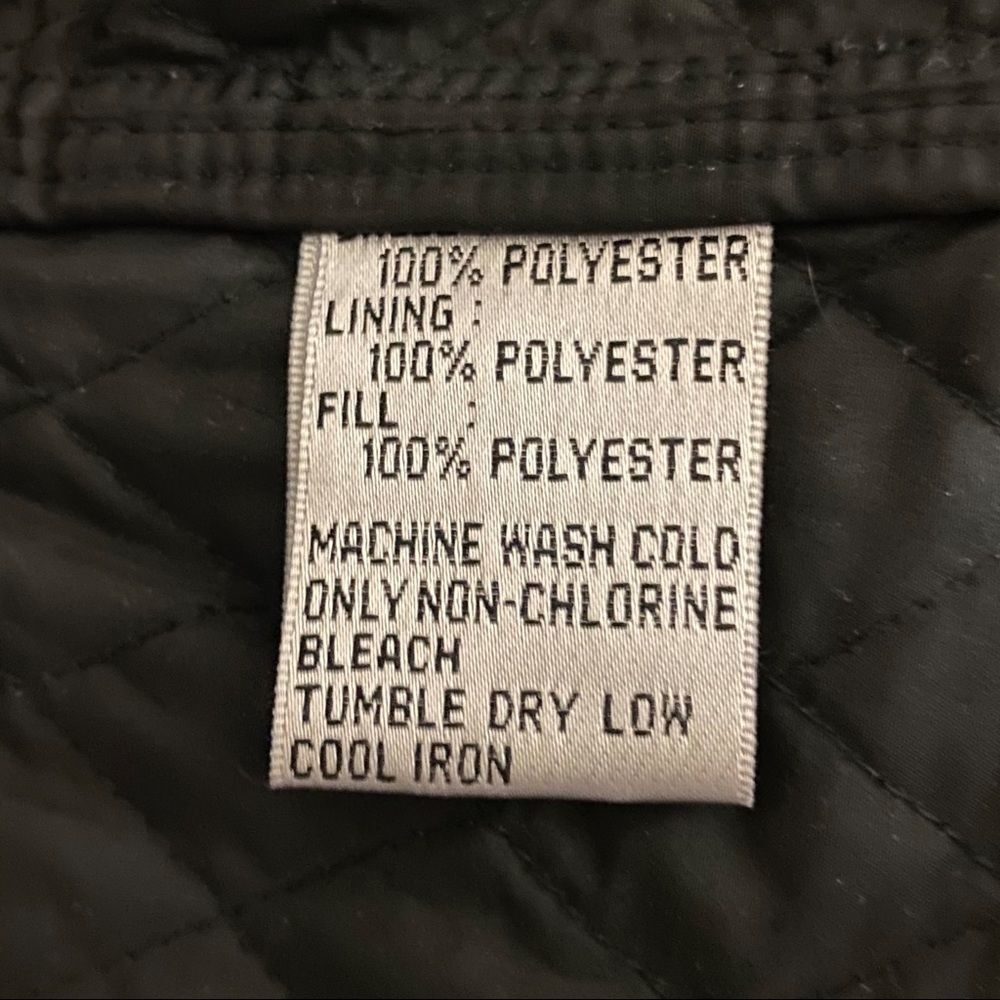 100% POLYESTER
LINING :
100% POLYESTER
FILL :
100% POLYESTER
MACHINE WASH COLD
ONLY NON-CHLORINE
BLEACH
TUMBLE DRY LOW
COOL IRON